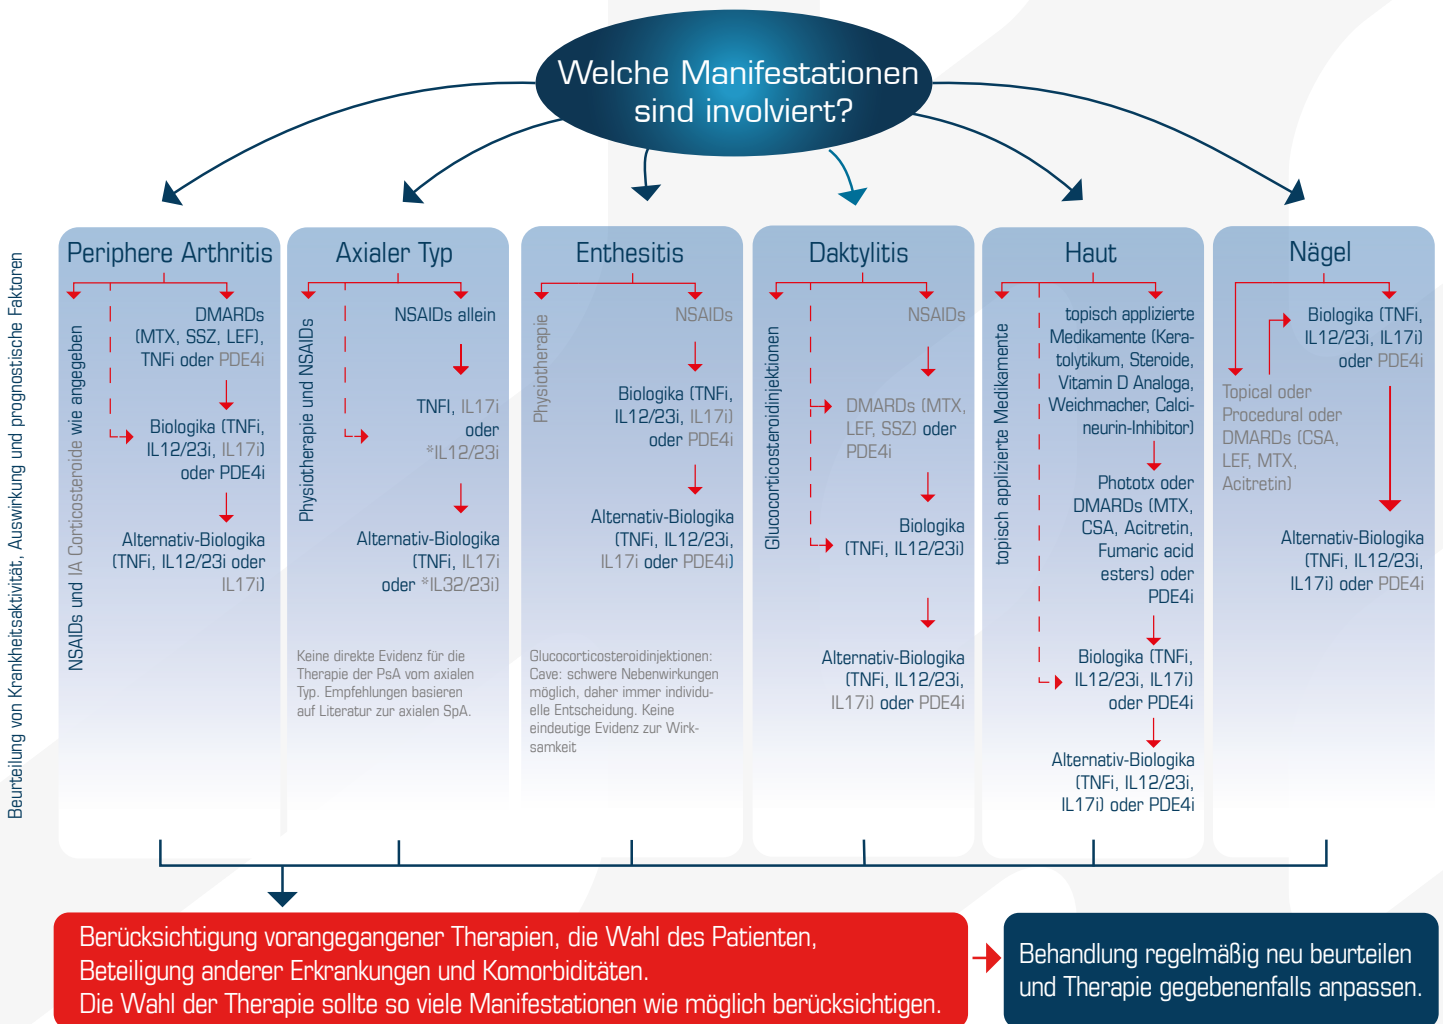 Welche Manifestationen
sind involviert?
Beurteilung von Krankheitsaktivität, Auswirkung und prognostische Faktoren
Periphere Arthritis
NSAIDs und IA Corticosteroide wie angegeben
DMARDs
(MTX, SSZ, LEF),
TNFi oder PDE4i
Biologika (TNFi,
IL12/23i, IL17i)
oder PDE4i
Alternativ-Biologika
(TNFi, IL12/23i oder
IL17i)
Axialer Typ
Physiotherapie und NSAIDs
NSAIDs allein
TNFI, IL17i
oder
*IL12/23i
Alternativ-Biologika
(TNFi, IL17i
oder *IL32/23i)
Keine direkte Evidenz für die
Therapie der PsA vom axialen
Typ. Empfehlungen basieren
auf Literatur zur axialen SpA.
Enthesitis
Physiotherapie
NSAIDs
Biologika (TNFi,
IL12/23i, IL17i)
oder PDE4i
Alternativ-Biologika
(TNFi, IL12/23i,
IL17i oder PDE4i)
Glucocorticosteroidinjektionen:
Cave: schwere Nebenwirkungen
möglich, daher immer individu-
elle Entscheidung. Keine
eindeutige Evidenz zur Wirk-
samkeit
Daktylitis
Glucocorticosteroidinjektionen
NSAIDs
DMARDs (MTX,
LEF, SSZ) oder
PDE4i
Biologika
(TNFi, IL12/23i)
Alternativ-Biologika
(TNFi, IL12/23i,
IL17i) oder PDE4i
Haut
topisch applizierte Medikamente
topisch applizierte
Medikamente (Kera-
tolytikum, Steroide,
Vitamin D Analoga,
Weichmacher, Calci-
neurin-Inhibitor)
Phototx oder
DMARDs (MTX,
CSA, Acitretin,
Fumaric acid
esters) oder
PDE4i
Biologika (TNFi,
IL12/23i, IL17i)
oder PDE4i
Alternativ-Biologika
(TNFi, IL12/23i,
IL17i) oder PDE4i
Nägel
Biologika (TNFi,
IL12/23i, IL17i)
oder PDE4i
Topical oder
Procedural oder
DMARDs (CSA,
LEF, MTX,
Acitretin)
Alternativ-Biologika
(TNFi, IL12/23i,
IL17i) oder PDE4i
Berücksichtigung vorangegangener Therapien, die Wahl des Patienten,
Beteiligung anderer Erkrankungen und Komorbiditäten.
Die Wahl der Therapie sollte so viele Manifestationen wie möglich berücksichtigen.
Behandlung regelmäßig neu beurteilen
und Therapie gegebenenfalls anpassen.